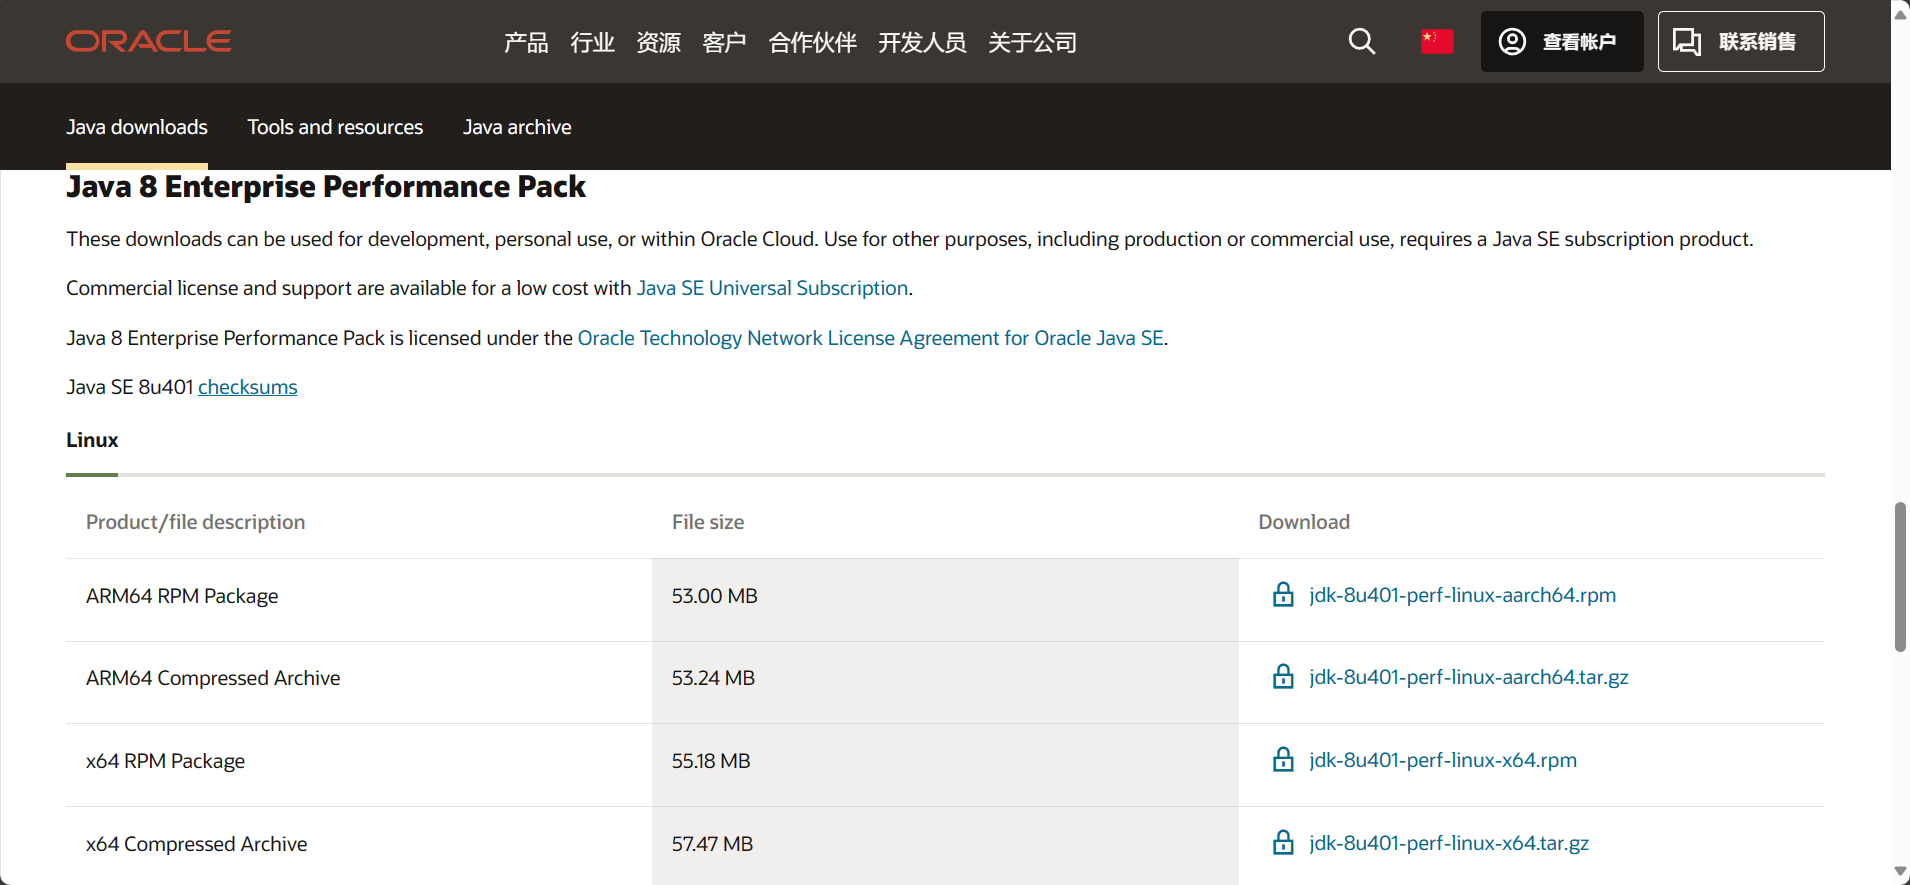 ORACLE
产品 行业 资源 客户 合作伙伴 开发人员 关于公司
查看帐户
联系销售
Java downloads Tools and resources Java archive
Java 8 Enterprise Performance Pack
These downloads can be used for development, personal use, or within Oracle Cloud. Use for other purposes, including production or commercial use, requires a Java SE subscription product.
Commercial license and support are available for a low cost with Java SE Universal Subscription.
Java 8 Enterprise Performance Pack is licensed under the Oracle Technology Network License Agreement for Oracle Java SE.
Java SE 8u401 checksums
Linux
Product/file description File size Download
ARM64 RPM Package 53.00 MB jdk-8u401-perf-linux-aarch64.rpm
ARM64 Compressed Archive 53.24 MB jdk-8u401-perf-linux-aarch64.tar.gz
x64 RPM Package 55.18 MB jdk-8u401-perf-linux-x64.rpm
x64 Compressed Archive 57.47 MB jdk-8u401-perf-linux-x64.tar.gz